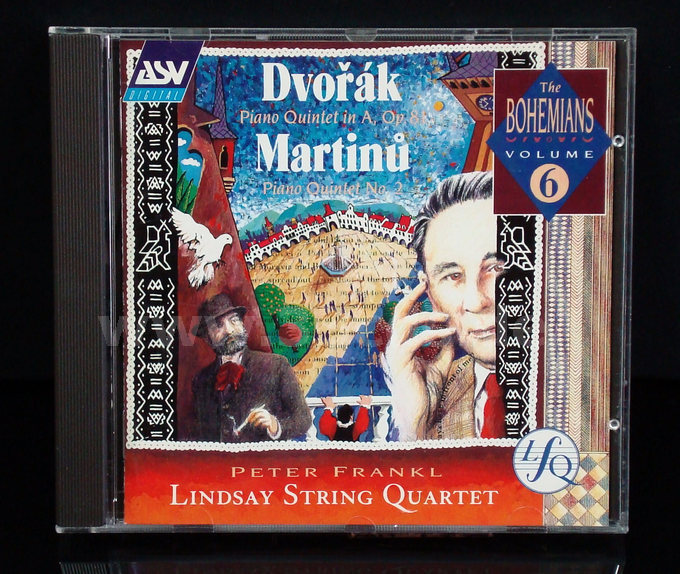 ASV
DIGITAL
Dvořák
Piano Quintet in A, Op.81
Martinů
Piano Quintet No. 2
The
BOHEMIANS
VOLUME
6
LfQ
PETER FRANKL
LINDSAY STRING QUARTET